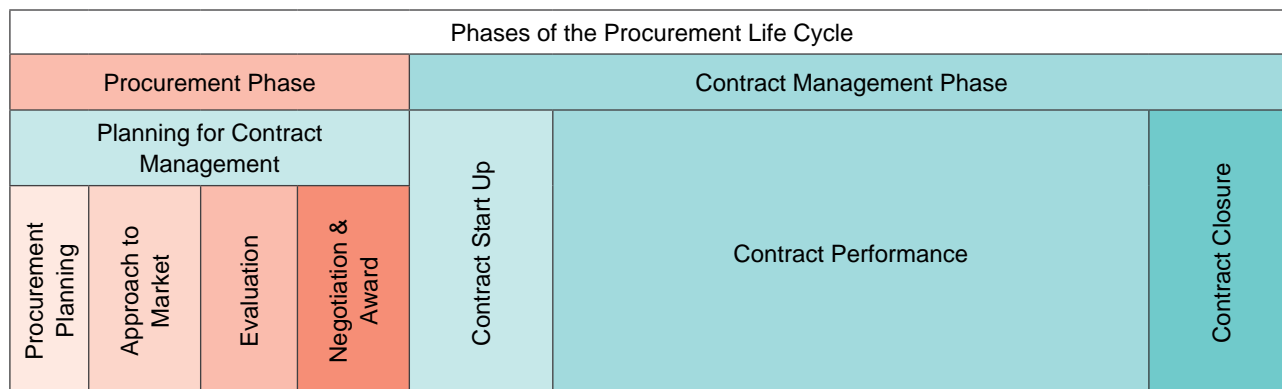 Phases of the Procurement Life Cycle
Procurement Phase
Contract Management Phase
Planning for Contract
Management
Procurement
Planning
Approach to
Market
Evaluation
Negotiation &
Award
Contract Start Up
Contract Performance
Contract Closure